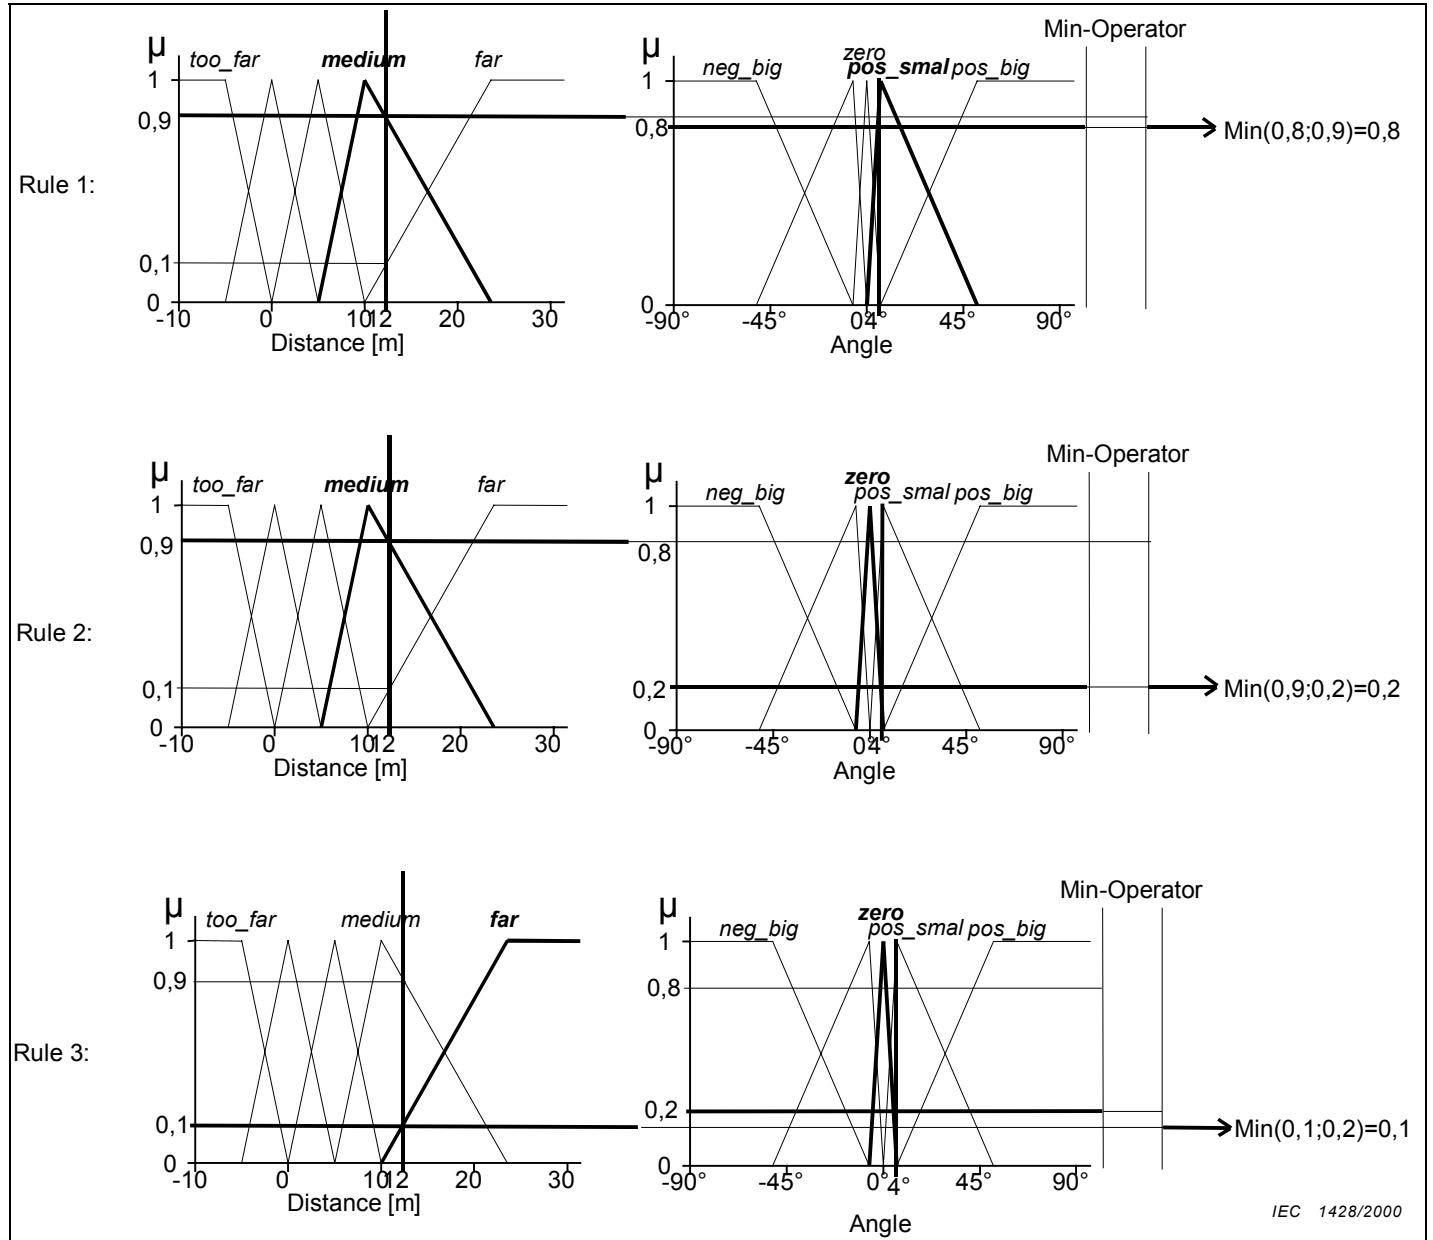 Min-Operator
µ too_far medium far
µ neg_big zero pos_smal pos_big
1
0,9
0,1
0
1
0,8
0
Min(0,8;0,9)=0,8
Rule 1:
-10 0 10 12 20 30
Distance [m]
-90° -45° 0 4° 45° 90°
Angle
Min-Operator
µ too_far medium far
µ neg_big zero pos_smal pos_big
1
0,9
0,1
0
1
0,8
0,2
0
Min(0,9;0,2)=0,2
Rule 2:
-10 0 10 12 20 30
Distance [m]
-90° -45° 0 4° 45° 90°
Angle
Min-Operator
µ too_far medium far
µ neg_big zero pos_smal pos_big
1
0,9
0,1
0
1
0,8
0,2
0
Min(0,1;0,2)=0,1
Rule 3:
-10 0 10 12 20 30
Distance [m]
-90° -45° 0° 4° 45° 90°
Angle
IEC 1428/2000